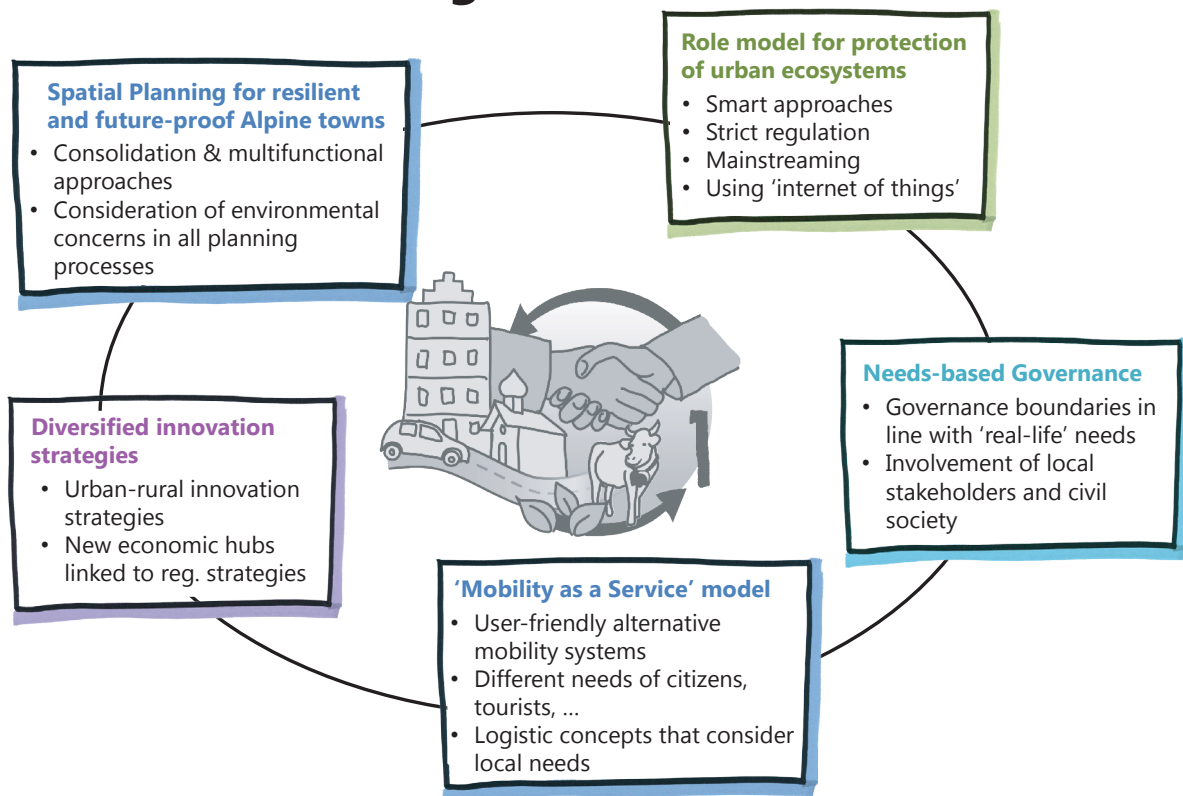 Spatial Planning for resilient
and future-proof Alpine towns
• Consolidation & multifunctional
approaches
• Consideration of environmental
concerns in all planning
processes
Role model for protection
of urban ecosystems
• Smart approaches
• Strict regulation
• Mainstreaming
• Using ‘internet of things’
Needs-based Governance
• Governance boundaries in
line with ‘real-life’ needs
• Involvement of local
stakeholders and civil
society
Diversified innovation
strategies
• Urban-rural innovation
strategies
• New economic hubs
linked to reg. strategies
1
‘Mobility as a Service’ model
• User-friendly alternative
mobility systems
• Different needs of citizens,
tourists, ...
• Logistic concepts that consider
local needs